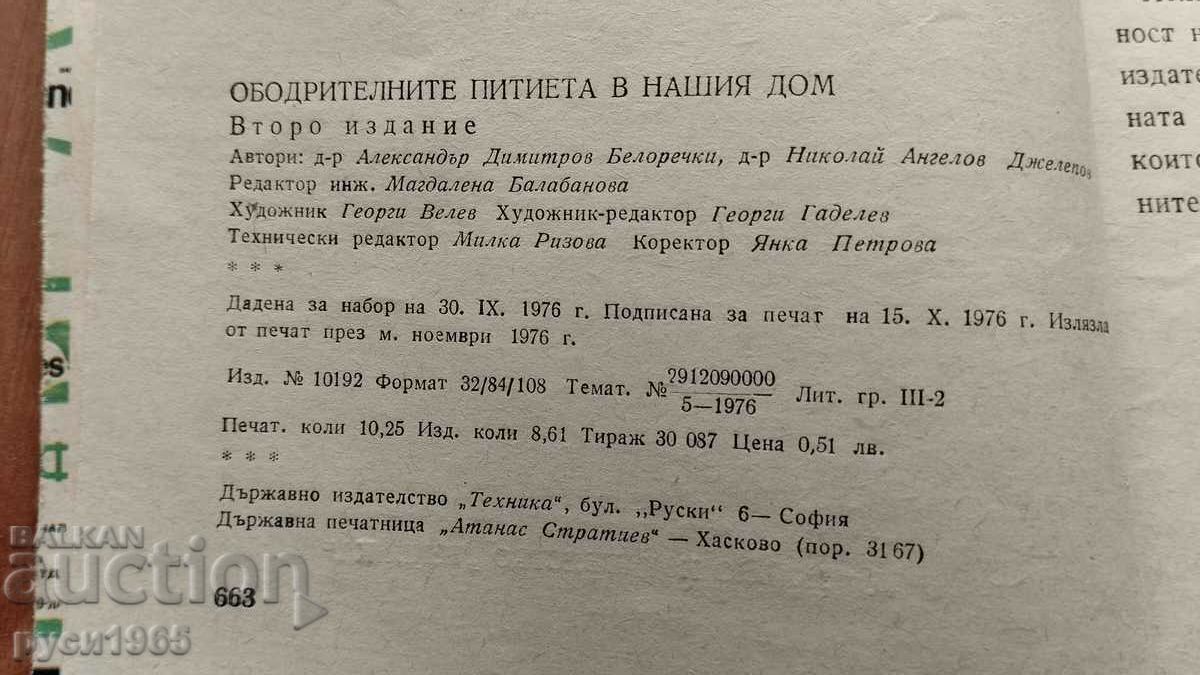 ОБОДРИТЕЛНИТЕ ПИТИЕТА В НАШИЯ ДОМ
Второ издание
Автори: д-р Александър Димитров Белоречки, д-р Николай Ангелов Джелепов
Редактор инж. Магдалена Балабанова
Художник Георги Велев Художник-редактор Георги Гаделев
Технически редактор Милка Ризова Коректор Янка Петрова
* * *
Дадена за набор на 30. IX. 1976 г. Подписана за печат на 15. X. 1976 г. Излязла
от печат през м. ноември 1976 г.
Изд. № 10192 Формат 32/84/108 Темат. № ?912090000
5—1976 Лит. гр. III-2
Печат. коли 10,25 Изд. коли 8,61 Тираж 30 087 Цена 0,51 лв.
* * *
Държавно издателство „Техника“, бул. ,,Руски“ 6— София
Държавна печатница „Атанас Стратиев“ — Хасково (пор. 3167)
663
ност
издате
ната
които
ните
es
BALKAN
auction
руси1965